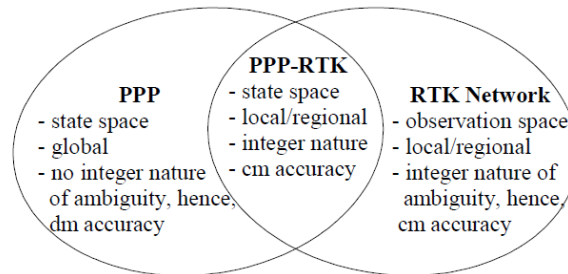 PPP
- state space
- global
- no integer nature
of ambiguity, hence,
dm accuracy
PPP-RTK
- state space
- local/regional
- integer nature
- cm accuracy
RTK Network
- observation space
- local/regional
- integer nature of
ambiguity, hence,
cm accuracy